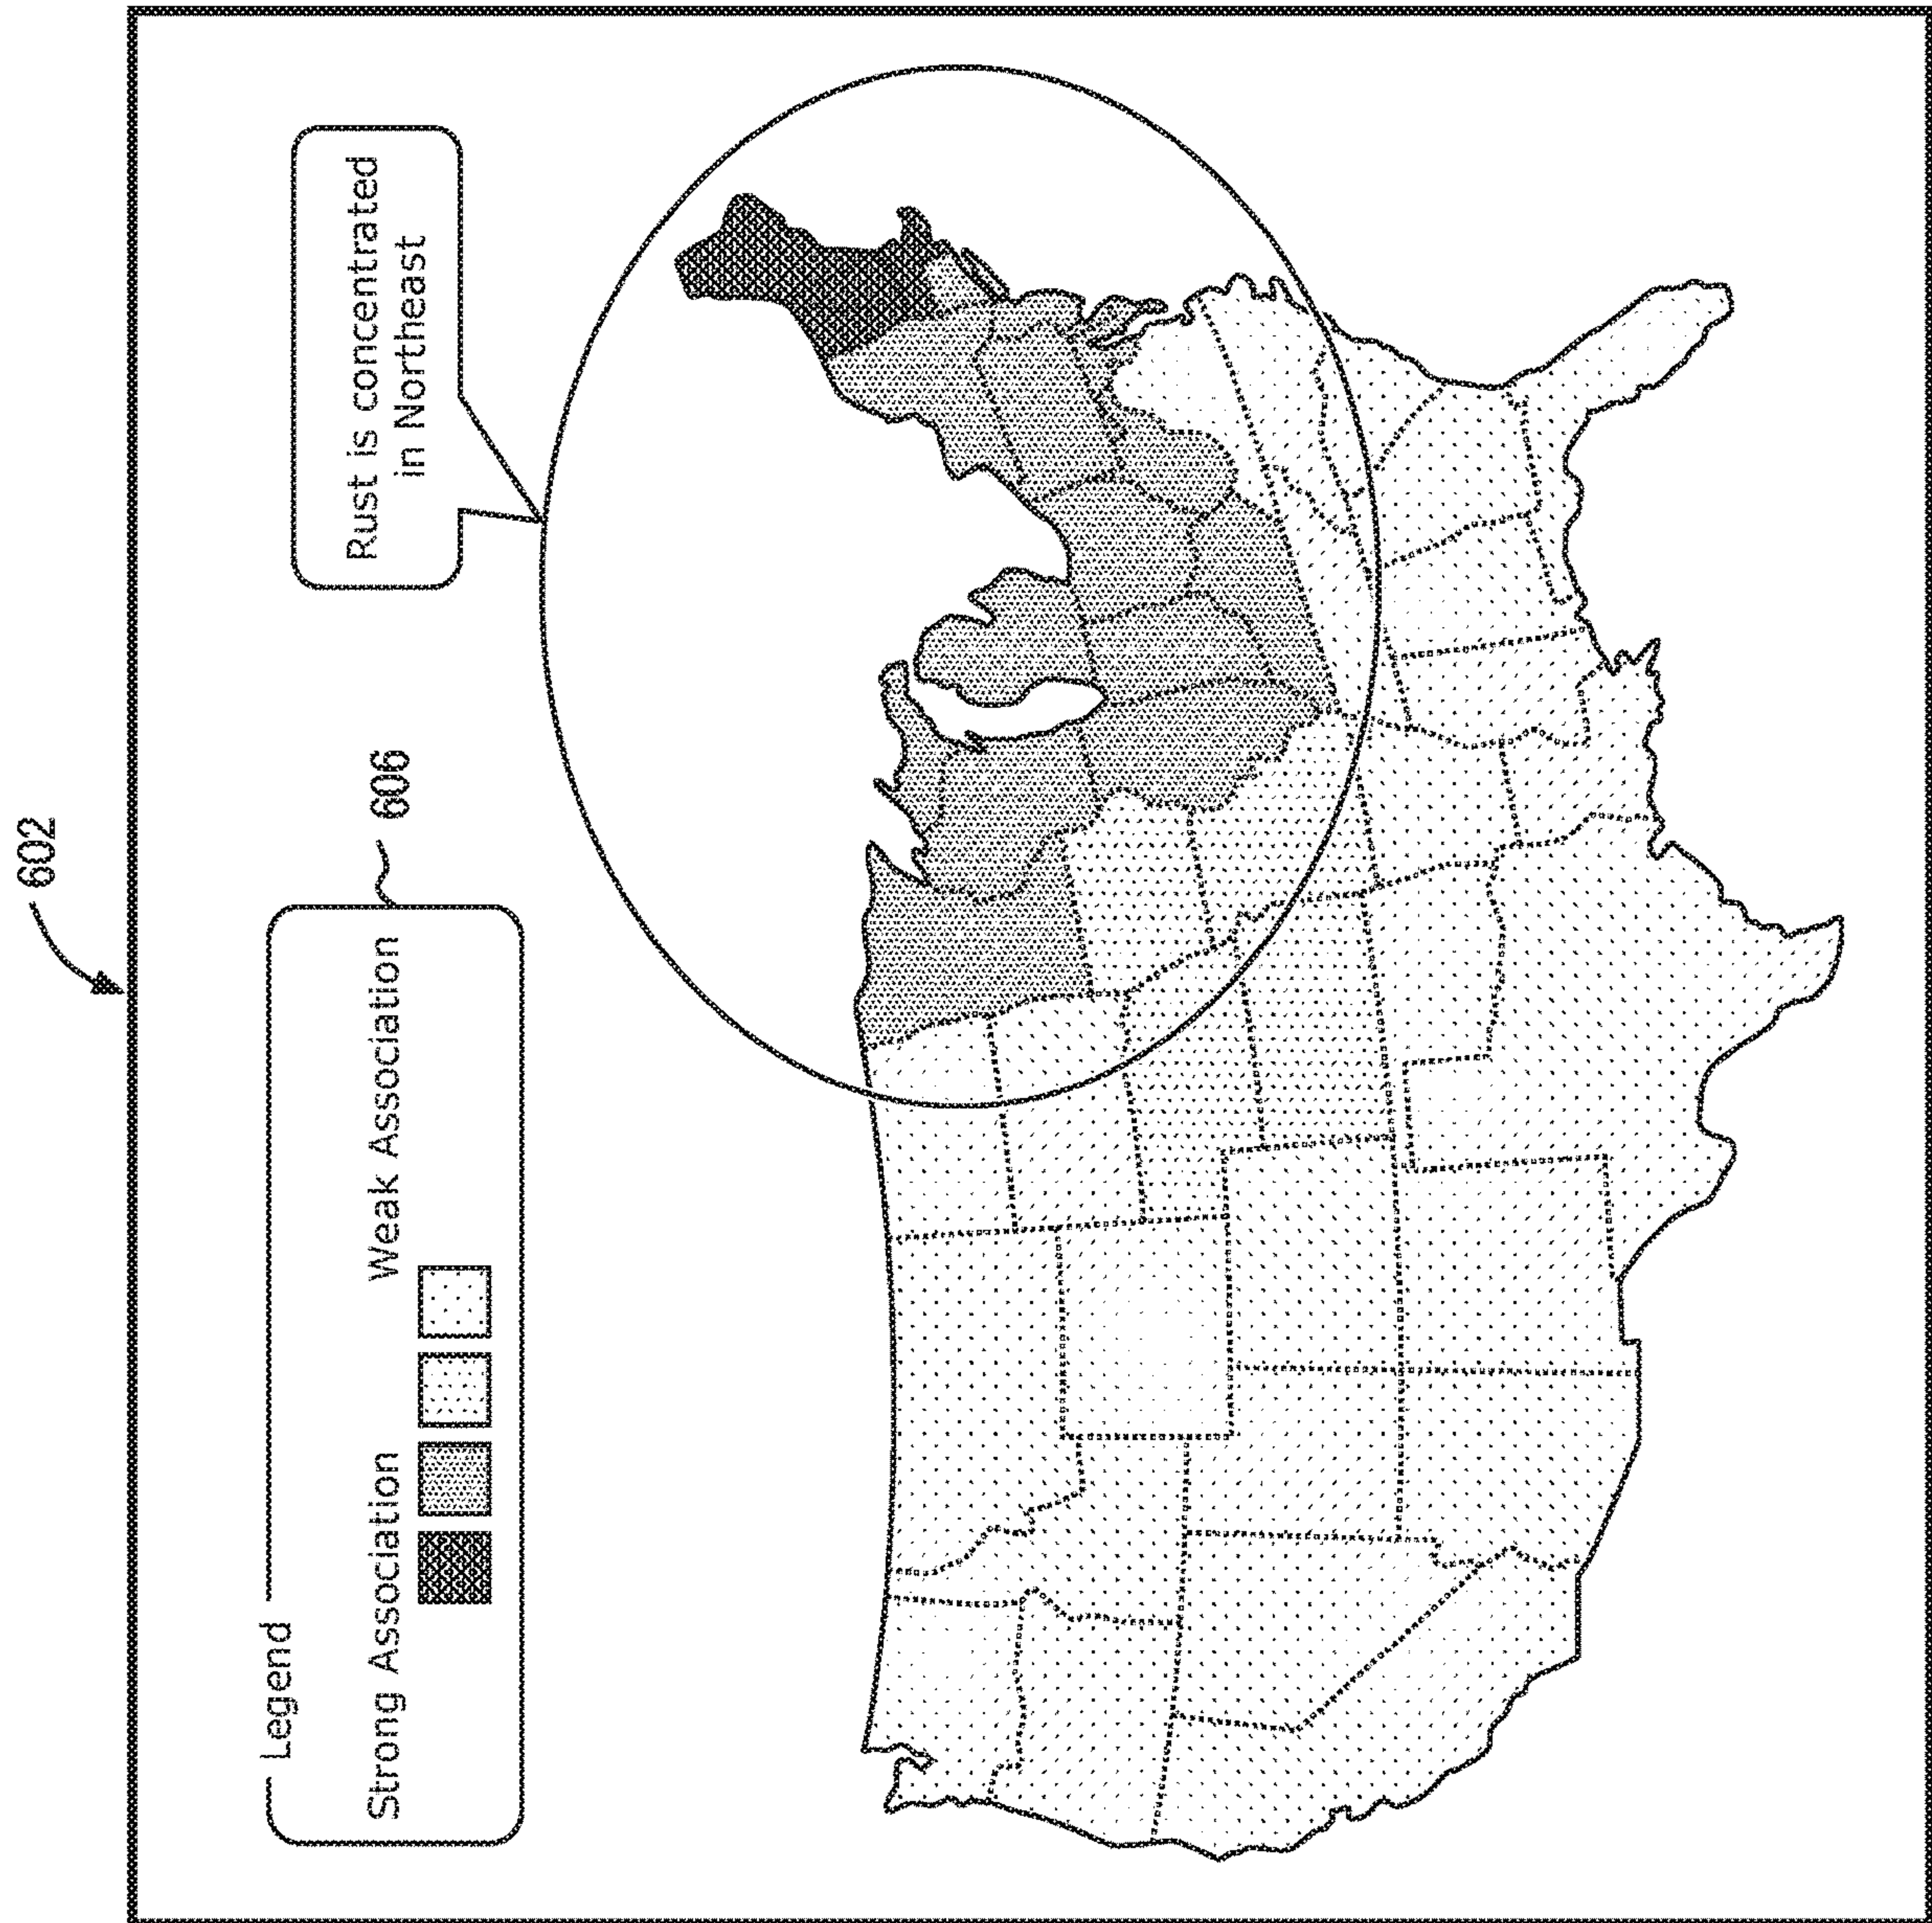 602
Legend
Strong Association Weak Association
606
Rust is concentrated
in Northeast